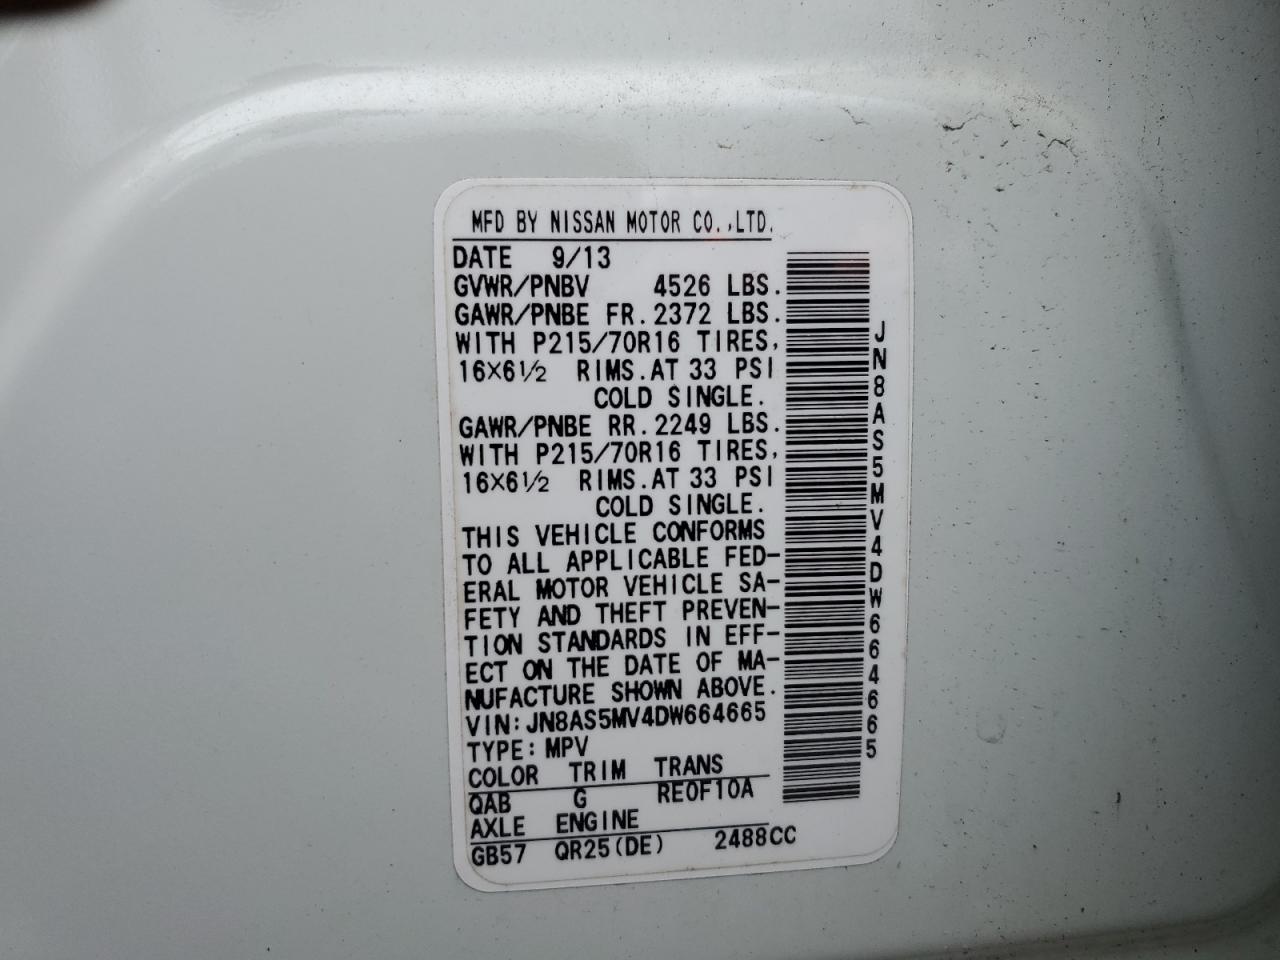 MFD BY NISSAN MOTOR CO.,LTD.
DATE 9/13
GVWR/PNBV 4526 LBS.
GAWR/PNBE FR.2372 LBS.
WITH P215/70R16 TIRES,
16×6½ RIMS.AT 33 PSI
COLD SINGLE.
GAWR/PNBE RR.2249 LBS.
WITH P215/70R16 TIRES,
16×6½ RIMS.AT 33 PSI
COLD SINGLE.
THIS VEHICLE CONFORMS
TO ALL APPLICABLE FED-
ERAL MOTOR VEHICLE SA-
FETY AND THEFT PREVEN-
TION STANDARDS IN EFF-
ECT ON THE DATE OF MA-
NUFACTURE SHOWN ABOVE.
VIN:JN8AS5MV4DW664665
TYPE:MPV
COLOR TRIM TRANS
QAB G RE0F10A
AXLE ENGINE
GB57 QR25(DE) 2488CC
JN8AS5MV4DW664665